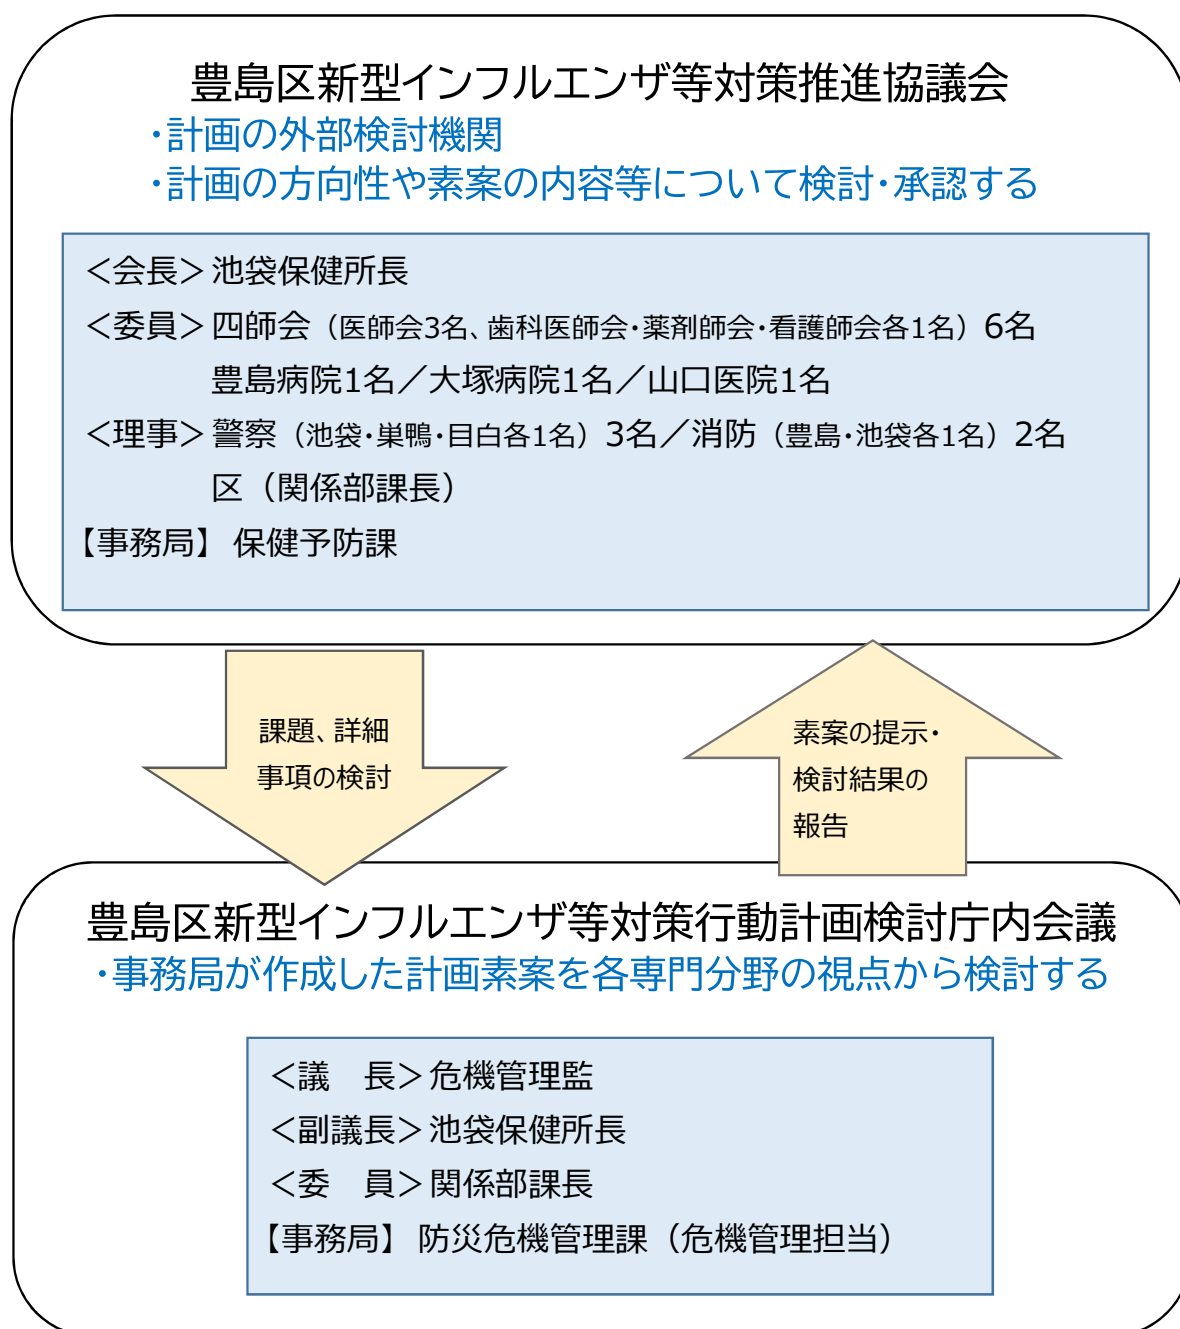 豊島区新型インフルエンザ等対策推進協議会
・計画の外部検討機関
・計画の方向性や素案の内容等について検討・承認する
＜会長＞池袋保健所長
＜委員＞四師会（医師会3名、歯科医師会・薬剤師会・看護師会各1名）6名
豊島病院1名／大塚病院1名／山口医院1名
＜理事＞警察（池袋・巣鴨・目白各1名）3名／消防（豊島・池袋各1名）2名
区（関係部課長）
【事務局】保健予防課
課題、詳細
事項の検討
素案の提示・
検討結果の
報告
豊島区新型インフルエンザ等対策行動計画検討庁内会議
・事務局が作成した計画素案を各専門分野の視点から検討する
＜議　長＞危機管理監
＜副議長＞池袋保健所長
＜委　員＞関係部課長
【事務局】防災危機管理課（危機管理担当）